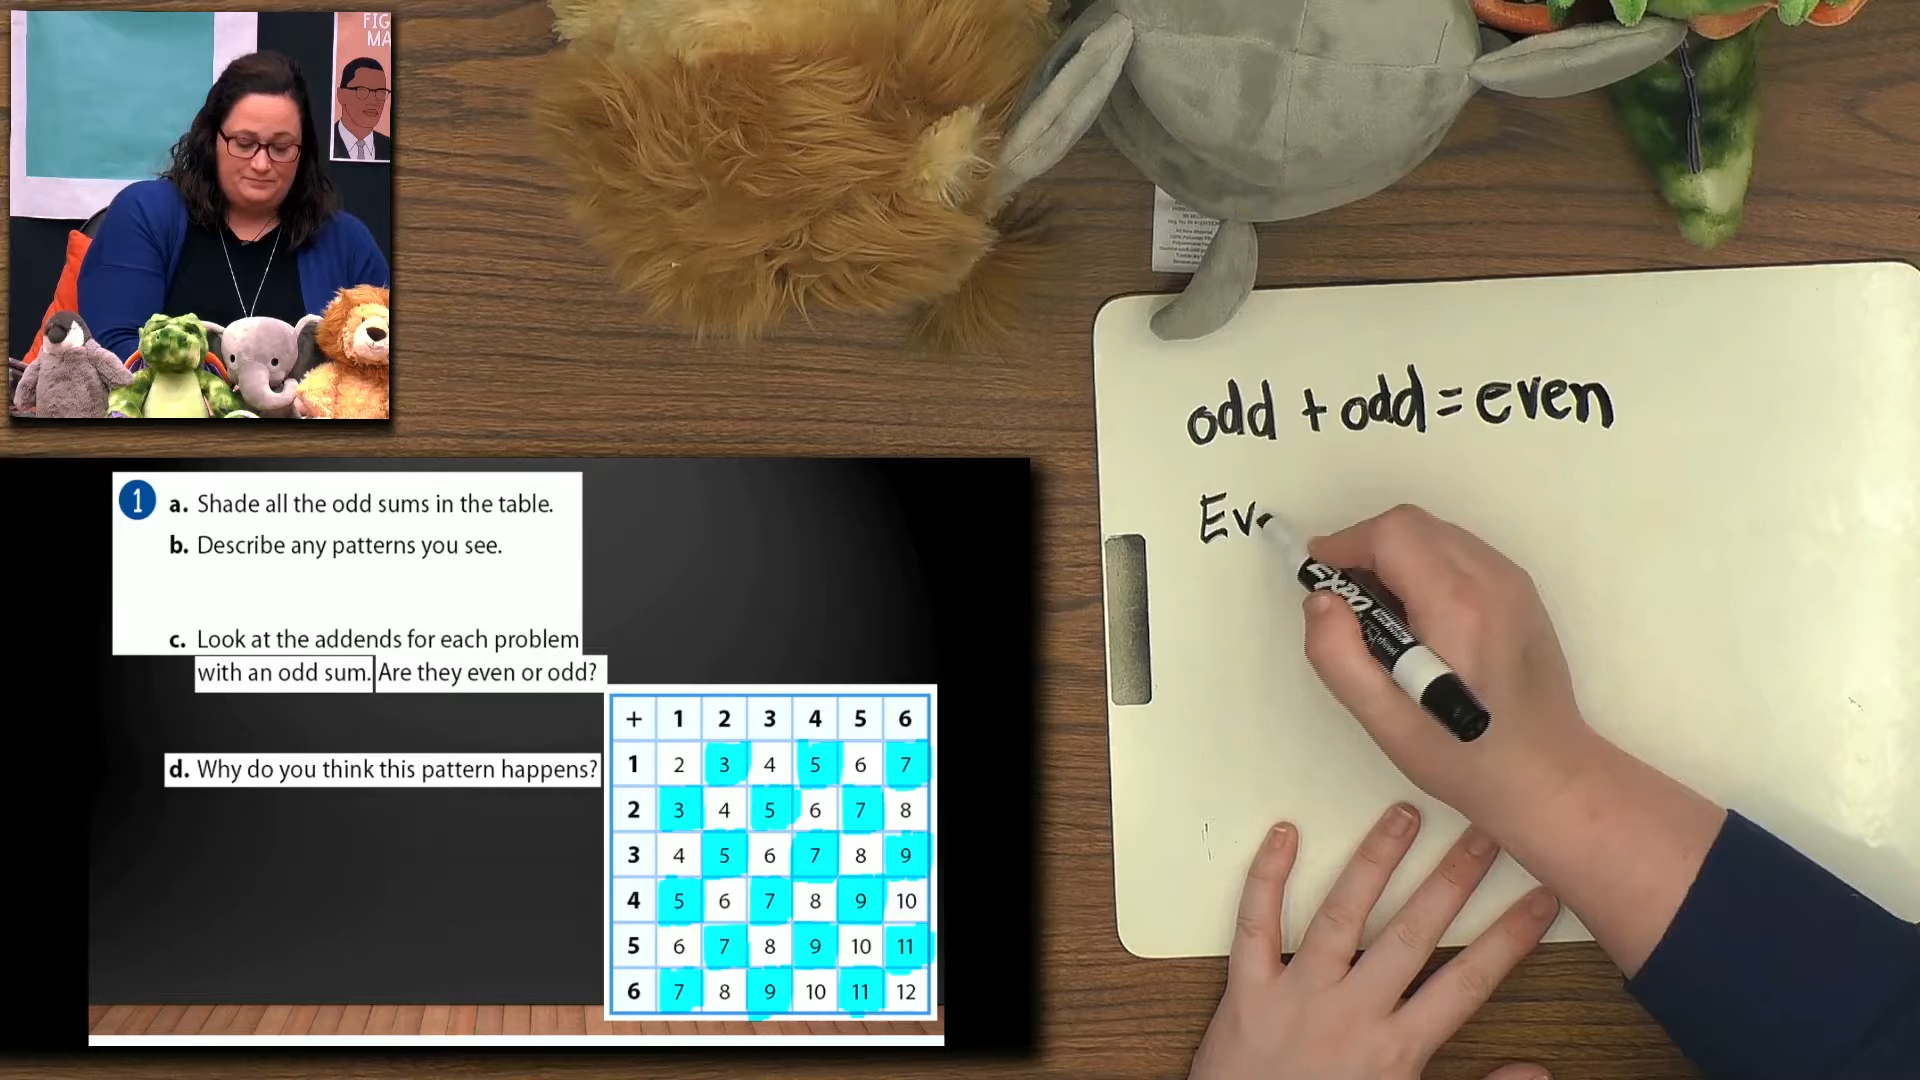 FIG
MA
odd + odd = even
Ev
EXPO
1 a. Shade all the odd sums in the table.
b. Describe any patterns you see.
c. Look at the addends for each problem
with an odd sum. Are they even or odd?
d. Why do you think this pattern happens?
+ 1 2 3 4 5 6
1 2 3 4 5 6 7
2 3 4 5 6 7 8
3 4 5 6 7 8 9
4 5 6 7 8 9 10
5 6 7 8 9 10 11
6 7 8 9 10 11 12